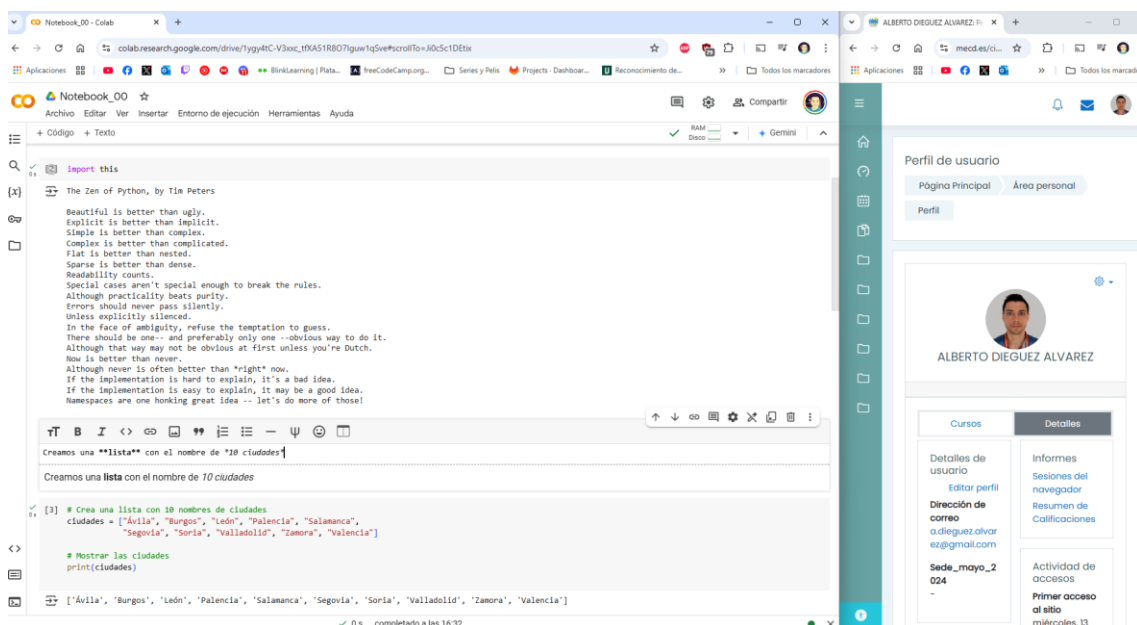 Notebook_00 - Colab
colab.research.google.com/drive/1ygy4tC-V3xxc_tfXA51R8O7Iguw1qSve#scrollTo=Ji0c5c1DEtix
Aplicaciones
BlinkLearning | Plata...
freeCodeCamp.org...
Series y Pelis
Projects - Dashboar...
Reconocimiento de...
»
Todos los marcadores
CO
Notebook_00
Archivo Editar Ver Insertar Entorno de ejecución Herramientas Ayuda
Compartir
+ Código + Texto
RAM
Disco
Gemini
[2] import this
0 s
The Zen of Python, by Tim Peters
Beautiful is better than ugly.
Explicit is better than implicit.
Simple is better than complex.
Complex is better than complicated.
Flat is better than nested.
Sparse is better than dense.
Readability counts.
Special cases aren't special enough to break the rules.
Although practicality beats purity.
Errors should never pass silently.
Unless explicitly silenced.
In the face of ambiguity, refuse the temptation to guess.
There should be one-- and preferably only one --obvious way to do it.
Although that way may not be obvious at first unless you're Dutch.
Now is better than never.
Although never is often better than *right* now.
If the implementation is hard to explain, it's a bad idea.
If the implementation is easy to explain, it may be a good idea.
Namespaces are one honking great idea -- let's do more of those!
Creamos una **lista** con el nombre de *10 ciudades*
Creamos una lista con el nombre de 10 ciudades
[3] # Crea una lista con 10 nombres de ciudades
0 s
ciudades = ["Ávila", "Burgos", "León", "Palencia", "Salamanca",
"Segovia", "Soria", "Valladolid", "Zamora", "Valencia"]
# Mostrar las ciudades
print(ciudades)
['Ávila', 'Burgos', 'León', 'Palencia', 'Salamanca', 'Segovia', 'Soria', 'Valladolid', 'Zamora', 'Valencia']
0 s completado a las 16:32
ALBERTO DIEGUEZ ALVAREZ: Pe
mecd.es/ci...
Aplicaciones
»
Todos los marcad
Perfil de usuario
Página Principal
Área personal
Perfil
ALBERTO DIEGUEZ ALVAREZ
Cursos
Detalles
Detalles de
usuario
Editar perfil
Dirección de
correo
a.dieguez.alvar
ez@gmail.com
Sede_mayo_2
024
-
Informes
Sesiones del
navegador
Resumen de
Calificaciones
Actividad de
accesos
Primer acceso
al sitio
miércoles, 13